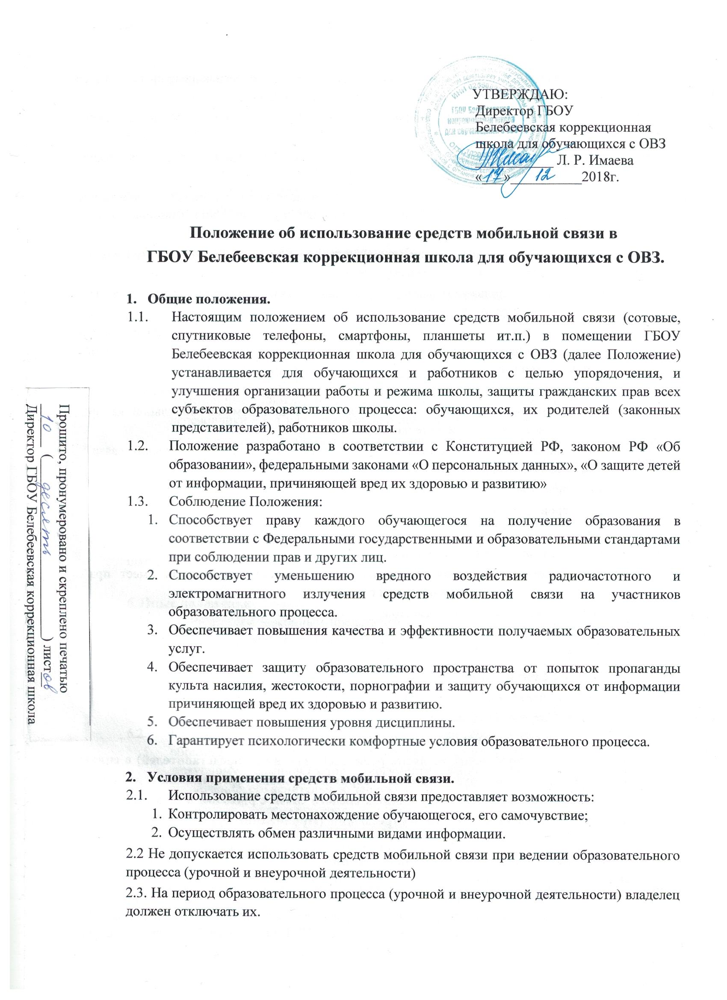 УТВЕРЖДАЮ:
Директор ГБОУ
Белебеевская коррекционная
школа для обучающихся с ОВЗ
Л. Р. Имаева
«17» 12 2018г.
Положение об использование средств мобильной связи в
ГБОУ Белебеевская коррекционная школа для обучающихся с ОВЗ.
1. Общие положения.
1.1. Настоящим положением об использование средств мобильной связи (сотовые,
спутниковые телефоны, смартфоны, планшеты ит.п.) в помещении ГБОУ
Белебеевская коррекционная школа для обучающихся с ОВЗ (далее Положение)
устанавливается для обучающихся и работников с целью упорядочения, и
улучшения организации работы и режима школы, защиты гражданских прав всех
субъектов образовательного процесса: обучающихся, их родителей (законных
представителей), работников школы.
1.2. Положение разработано в соответствии с Конституцией РФ, законом РФ «Об
образовании», федеральными законами «О персональных данных», «О защите детей
от информации, причиняющей вред их здоровью и развитию»
1.3. Соблюдение Положения:
1. Способствует праву каждого обучающегося на получение образования в
соответствии с Федеральными государственными и образовательными стандартами
при соблюдении прав и других лиц.
2. Способствует уменьшению вредного воздействия радиочастотного и
электромагнитного излучения средств мобильной связи на участников
образовательного процесса.
3. Обеспечивает повышения качества и эффективности получаемых образовательных
услуг.
4. Обеспечивает защиту образовательного пространства от попыток пропаганды
культа насилия, жестокости, порнографии и защиту обучающихся от информации
причиняющей вред их здоровью и развитию.
5. Обеспечивает повышения уровня дисциплины.
6. Гарантирует психологически комфортные условия образовательного процесса.
2. Условия применения средств мобильной связи.
2.1. Использование средств мобильной связи предоставляет возможность:
1. Контролировать местонахождение обучающегося, его самочувствие;
2. Осуществлять обмен различными видами информации.
2.2 Не допускается использовать средств мобильной связи при ведении образовательного
процесса (урочной и внеурочной деятельности)
2.3. На период образовательного процесса (урочной и внеурочной деятельности) владелец
должен отключать их.
Прошито, пронумеровано и скреплено печатью
10 ( десять ) листов
Директор ГБОУ Белебеевская коррекционная школа